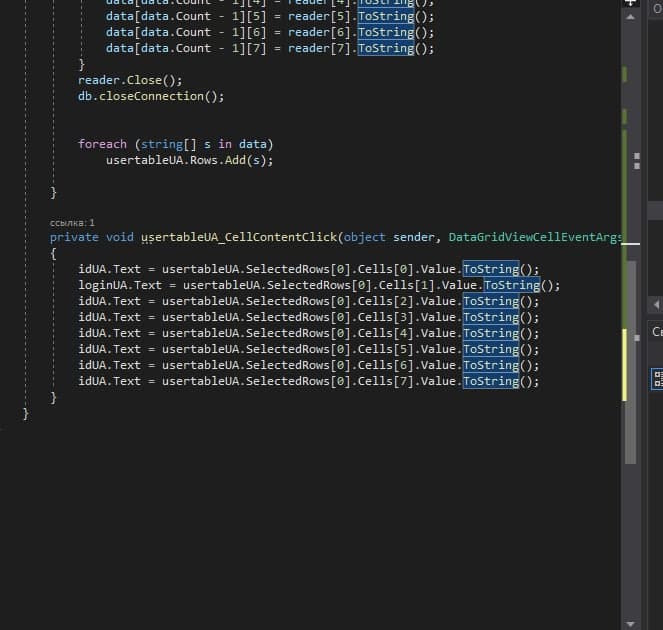 data[data.Count - 1][4] = reader[4].ToString();
data[data.Count - 1][5] = reader[5].ToString();
data[data.Count - 1][6] = reader[6].ToString();
data[data.Count - 1][7] = reader[7].ToString();
}
reader.Close();
db.closeConnection();
foreach (string[] s in data)
usertableUA.Rows.Add(s);
}
ссылка: 1
private void usertableUA_CellContentClick(object sender, DataGridViewCellEventArgs
{
idUA.Text = usertableUA.SelectedRows[0].Cells[0].Value.ToString();
loginUA.Text = usertableUA.SelectedRows[0].Cells[1].Value.ToString();
idUA.Text = usertableUA.SelectedRows[0].Cells[2].Value.ToString();
idUA.Text = usertableUA.SelectedRows[0].Cells[3].Value.ToString();
idUA.Text = usertableUA.SelectedRows[0].Cells[4].Value.ToString();
idUA.Text = usertableUA.SelectedRows[0].Cells[5].Value.ToString();
idUA.Text = usertableUA.SelectedRows[0].Cells[6].Value.ToString();
idUA.Text = usertableUA.SelectedRows[0].Cells[7].Value.ToString();
}
}